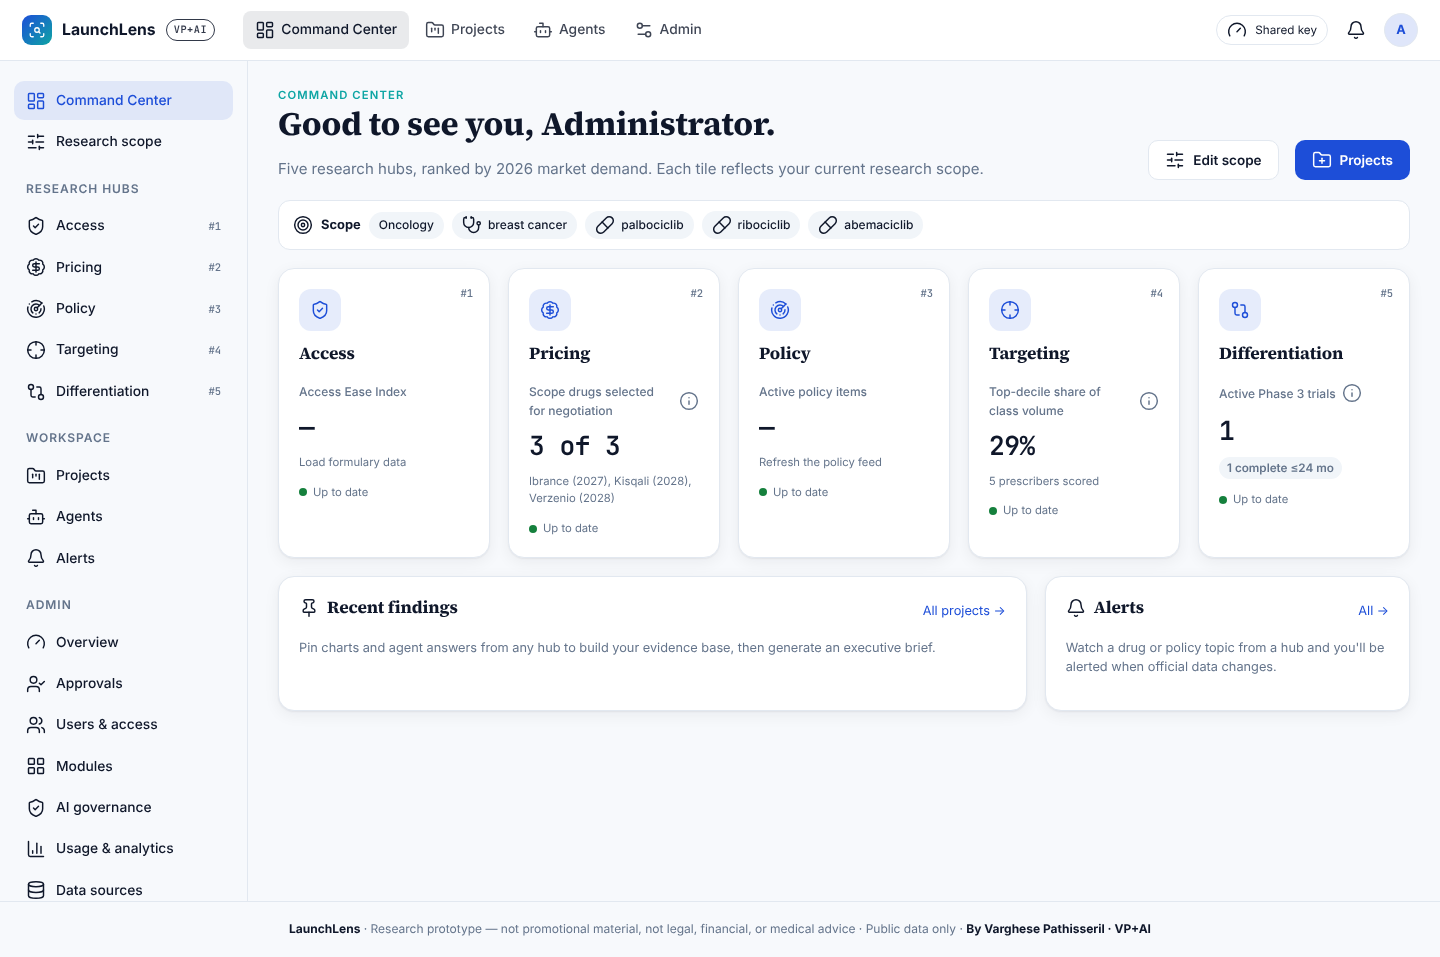 LaunchLens VP+AI Command Center Projects Agents Admin Shared key A
Command Center
Research scope
RESEARCH HUBS
Access #1
Pricing #2
Policy #3
Targeting #4
Differentiation #5
WORKSPACE
Projects
Agents
Alerts
ADMIN
Overview
Approvals
Users & access
Modules
AI governance
Usage & analytics
Data sources
COMMAND CENTER
Good to see you, Administrator.
Five research hubs, ranked by 2026 market demand. Each tile reflects your current research scope.
Edit scope Projects
Scope Oncology breast cancer palbociclib ribociclib abemaciclib
#1
Access
Access Ease Index
–
Load formulary data
Up to date
#2
Pricing
Scope drugs selected
for negotiation
3 of 3
Ibrance (2027), Kisqali (2028),
Verzenio (2028)
Up to date
#3
Policy
Active policy items
–
Refresh the policy feed
Up to date
#4
Targeting
Top-decile share of
class volume
29%
5 prescribers scored
Up to date
#5
Differentiation
Active Phase 3 trials
1
1 complete ≤24 mo
Up to date
Recent findings All projects →
Pin charts and agent answers from any hub to build your evidence base, then generate an executive brief.
Alerts All →
Watch a drug or policy topic from a hub and you'll be
alerted when official data changes.
LaunchLens · Research prototype — not promotional material, not legal, financial, or medical advice · Public data only · By Varghese Pathisseril · VP+AI